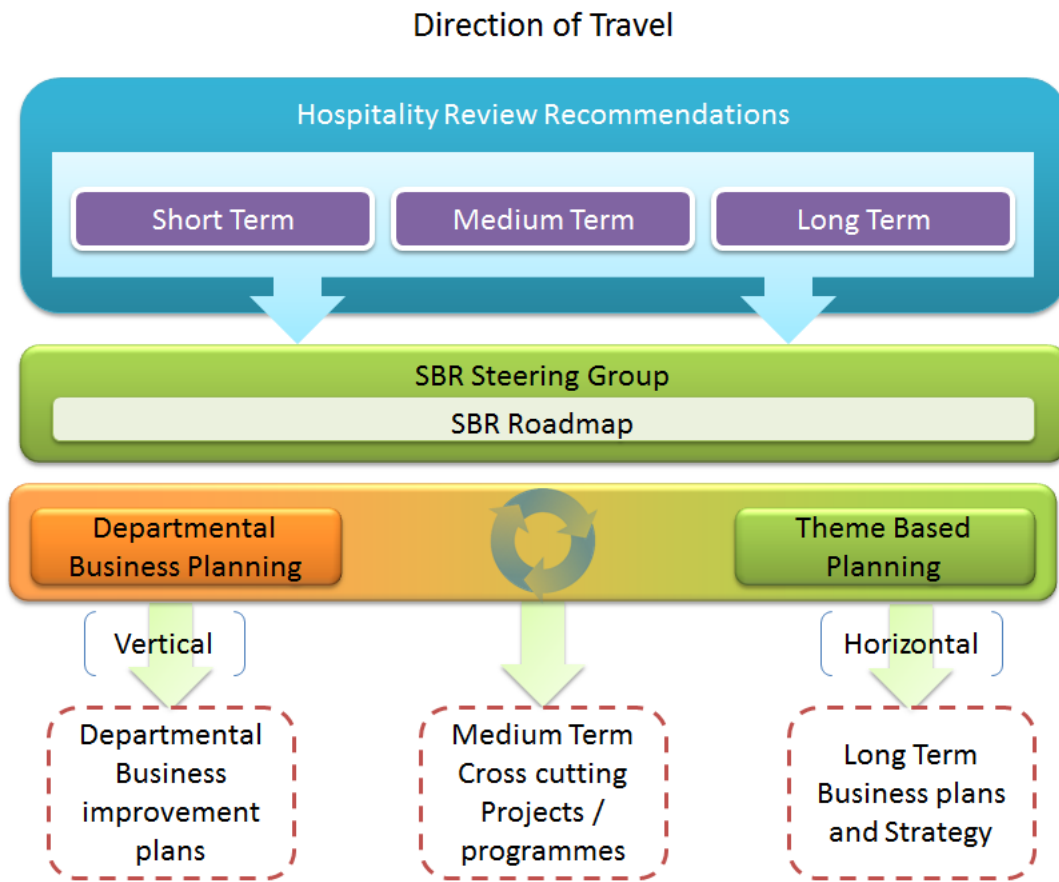 Direction of Travel
Hospitality Review Recommendations
Short Term
Medium Term
Long Term
SBR Steering Group
SBR Roadmap
Departmental
Business Planning
Theme Based
Planning
Vertical
Horizontal
Departmental
Business
improvement
plans
Medium Term
Cross cutting
Projects /
programmes
Long Term
Business plans
and Strategy